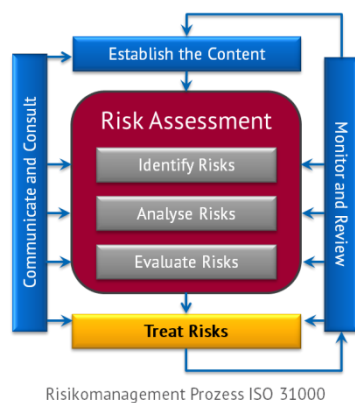 Establish the Content
Communicate and Consult
Risk Assessment
Identify Risks
Analyse Risks
Evaluate Risks
Monitor and Review
Treat Risks
Risikomanagement Prozess ISO 31000